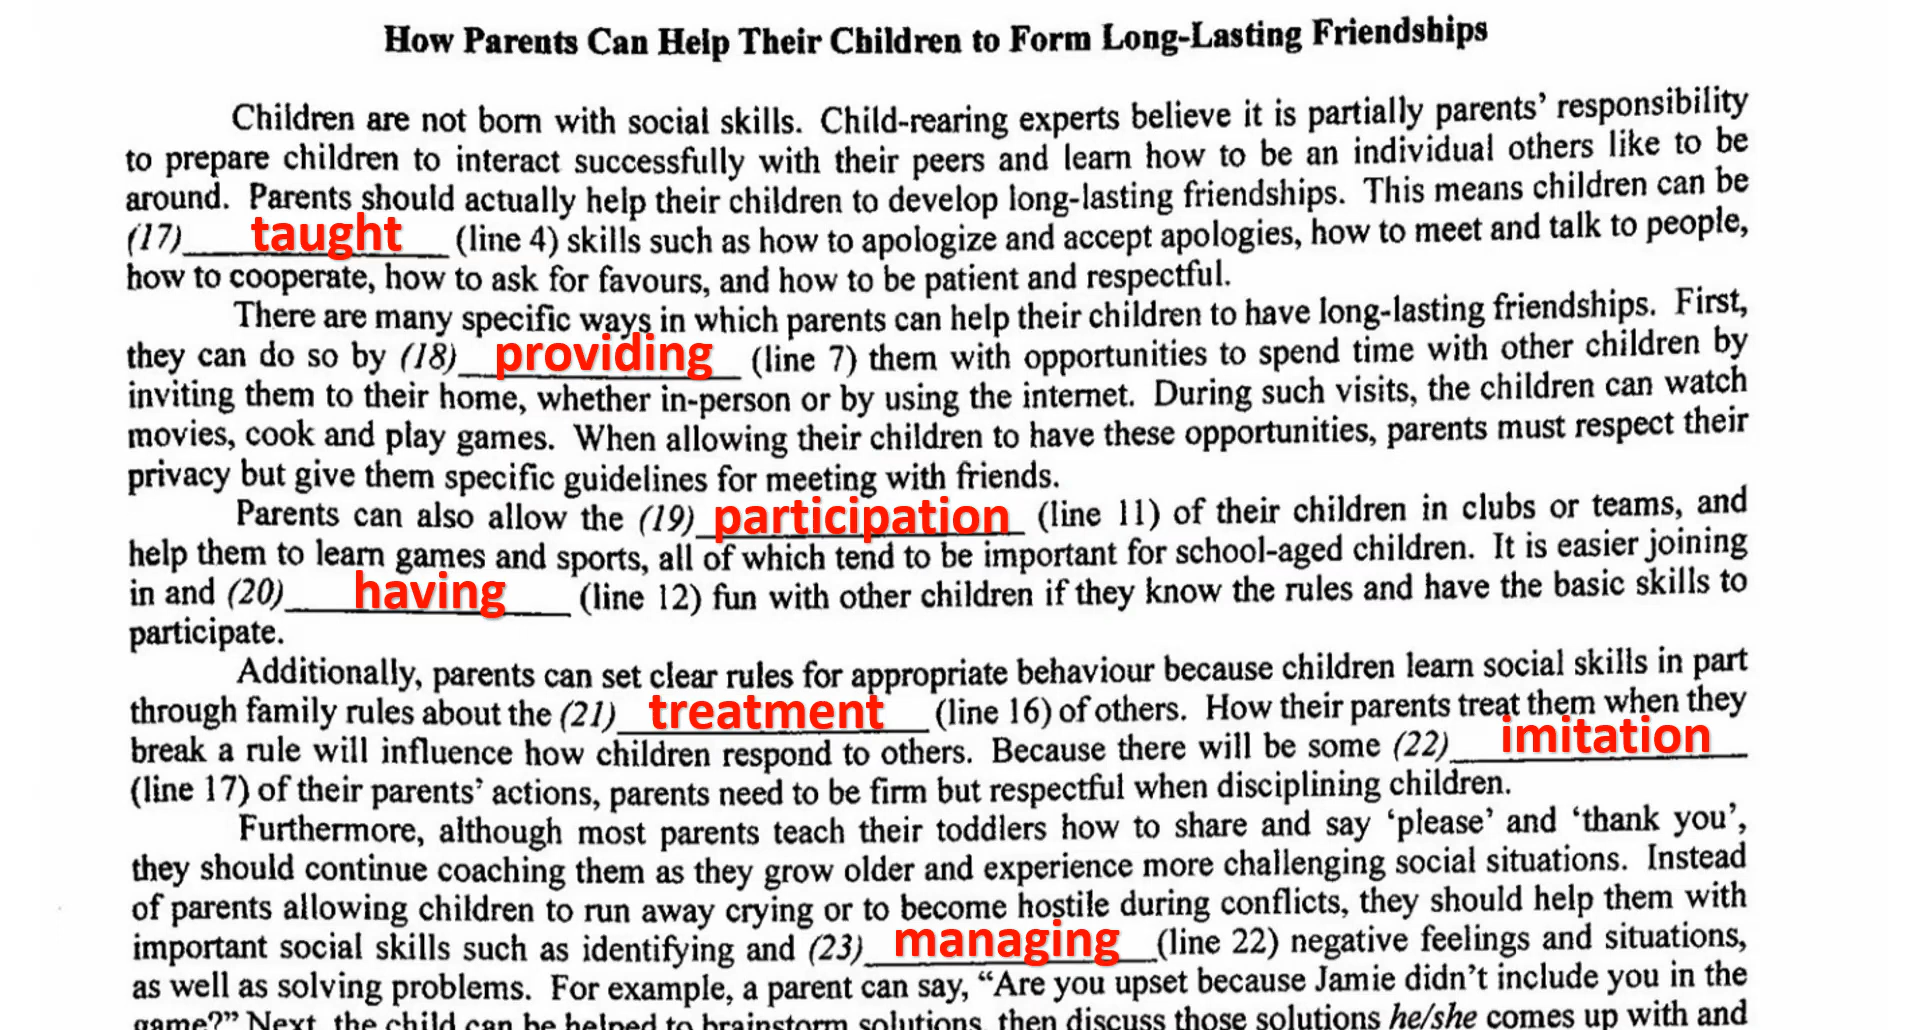 How Parents Can Help Their Children to Form Long-Lasting Friendships
Children are not born with social skills. Child-rearing experts believe it is partially parents' responsibility
to prepare children to interact successfully with their peers and learn how to be an individual others like to be
around. Parents should actually help their children to develop long-lasting friendships. This means children can be
(17) taught (line 4) skills such as how to apologize and accept apologies, how to meet and talk to people,
how to cooperate, how to ask for favours, and how to be patient and respectful.
There are many specific ways in which parents can help their children to have long-lasting friendships. First,
they can do so by (18) providing (line 7) them with opportunities to spend time with other children by
inviting them to their home, whether in-person or by using the internet. During such visits, the children can watch
movies, cook and play games. When allowing their children to have these opportunities, parents must respect their
privacy but give them specific guidelines for meeting with friends.
Parents can also allow the (19) participation (line 11) of their children in clubs or teams, and
help them to learn games and sports, all of which tend to be important for school-aged children. It is easier joining
in and (20) having (line 12) fun with other children if they know the rules and have the basic skills to
participate.
Additionally, parents can set clear rules for appropriate behaviour because children learn social skills in part
through family rules about the (21) treatment (line 16) of others. How their parents treat them when they
break a rule will influence how children respond to others. Because there will be some (22) imitation
(line 17) of their parents' actions, parents need to be firm but respectful when disciplining children.
Furthermore, although most parents teach their toddlers how to share and say 'please' and 'thank you',
they should continue coaching them as they grow older and experience more challenging social situations. Instead
of parents allowing children to run away crying or to become hostile during conflicts, they should help them with
important social skills such as identifying and (23) managing (line 22) negative feelings and situations,
as well as solving problems. For example, a parent can say, "Are you upset because Jamie didn't include you in the
game?" Next, the child can be helped to brainstorm solutions, then discuss those solutions he/she comes up with and